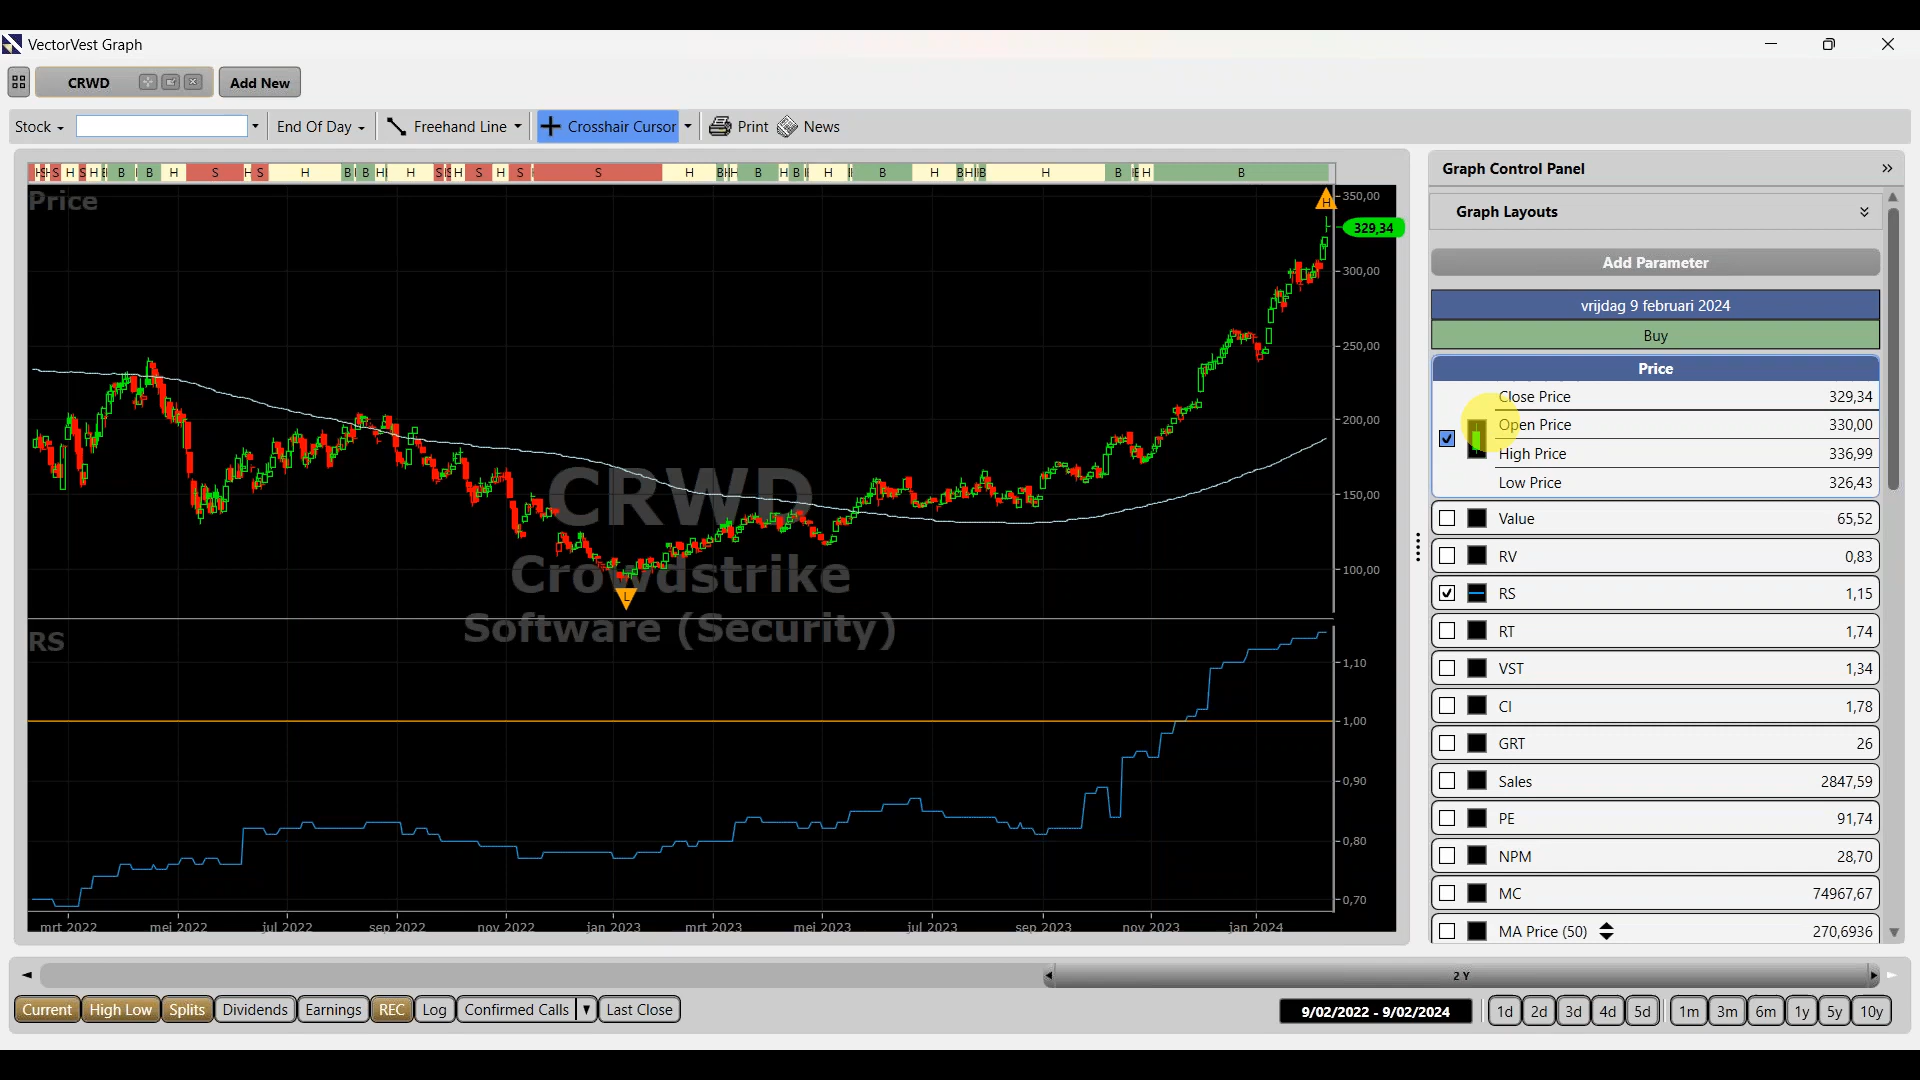 VectorVest Graph
CRWD
Add New
Stock
End Of Day
Freehand Line
Crosshair Cursor
Print
News
S H S H B B H S H S H B B H H S H S H S S H B H B H B H B H B H B H B H B
Price
H
350,00
329,34
300,00
250,00
200,00
150,00
100,00
CRWD
Crowdstrike
Software (Security)
L
RS
1,10
1,00
0,90
0,80
0,70
mrt 2022 mei 2022 jul 2022 sep 2022 nov 2022 jan 2023 mrt 2023 mei 2023 jul 2023 sep 2023 nov 2023 jan 2024
Graph Control Panel
Graph Layouts
Add Parameter
vrijdag 9 februari 2024
Buy
Price
Close Price 329,34
Open Price 330,00
High Price 336,99
Low Price 326,43
Value 65,52
RV 0,83
RS 1,15
RT 1,74
VST 1,34
CI 1,78
GRT 26
Sales 2847,59
PE 91,74
NPM 28,70
MC 74967,67
MA Price (50) 270,6936
2 Y
Current High Low Splits Dividends Earnings REC Log Confirmed Calls Last Close
9/02/2022 - 9/02/2024
1d 2d 3d 4d 5d 1m 3m 6m 1y 5y 10y